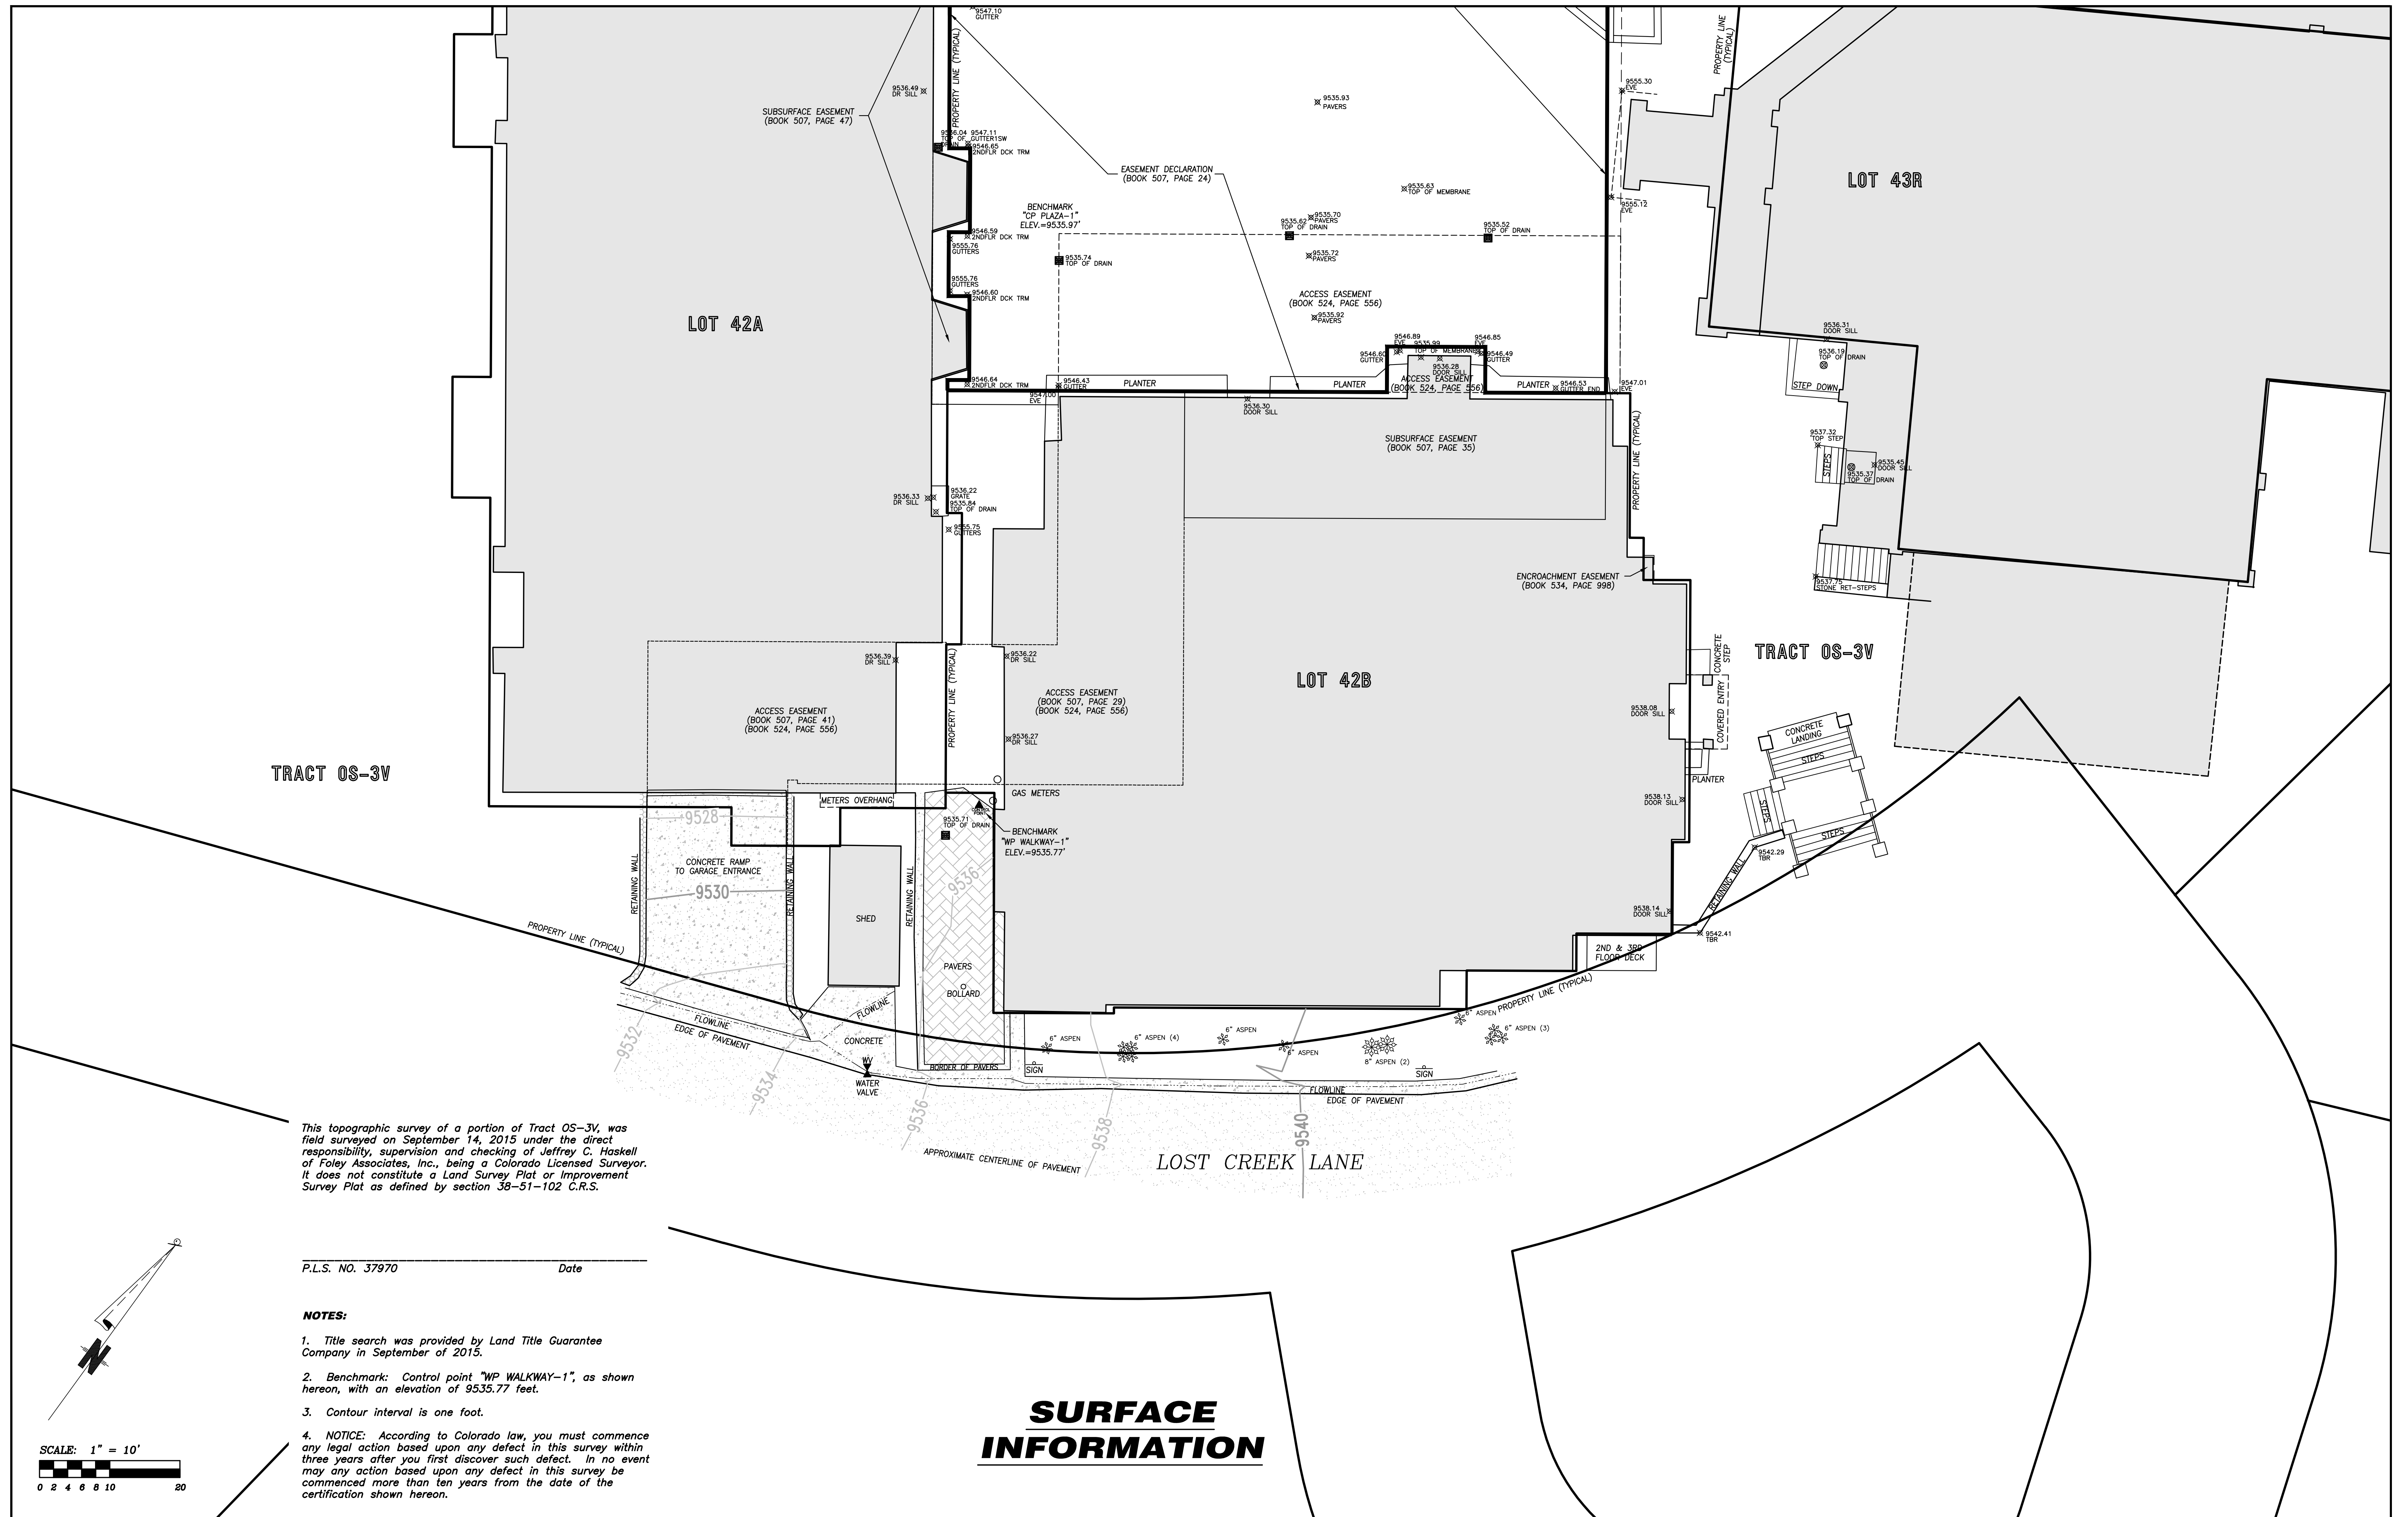 9547.10
GUTTER
PROPERTY LINE (TYPICAL)
PROPERTY LINE
(TYPICAL)
9536.49
DR SILL
SUBSURFACE EASEMENT
(BOOK 507, PAGE 47)
9535.93
PAVERS
9555.30
EVE
9536.04
TOP OF
DRAIN
9547.11
GUTTER1SW
9546.65
2NDFLR DCK TRM
EASEMENT DECLARATION
(BOOK 507, PAGE 24)
LOT 43R
9535.63
TOP OF MEMBRANE
9555.12
EVE
BENCHMARK
"CP PLAZA-1"
ELEV.=9535.97'
9535.70
PAVERS
9535.62
TOP OF DRAIN
9535.52
TOP OF DRAIN
9546.59
2NDFLR DCK TRM
9555.76
GUTTERS
9535.74
TOP OF DRAIN
9535.72
PAVERS
9555.76
GUTTERS
9546.60
2NDFLR DCK TRM
ACCESS EASEMENT
(BOOK 524, PAGE 556)
9535.92
PAVERS
LOT 42A
9536.31
DOOR SILL
9546.89
EVE
9535.99
TOP OF MEMBRANE
9546.85
EVE
9546.60
GUTTER
9546.49
GUTTER
9536.28
DOOR SILL
ACCESS EASEMENT
(BOOK 524, PAGE 556)
9536.19
TOP OF DRAIN
STEP DOWN
9546.64
2NDFLR DCK TRM
9546.43
GUTTER
PLANTER
PLANTER
PLANTER
9546.53
GUTTER END
9547.01
EVE
9547.00
EVE
9536.30
DOOR SILL
SUBSURFACE EASEMENT
(BOOK 507, PAGE 35)
PROPERTY LINE (TYPICAL)
9537.32
TOP STEP
STEPS
9535.45
DOOR SILL
9535.37
TOP OF DRAIN
9536.33
DR SILL
9536.22
GRATE
9535.84
TOP OF DRAIN
9555.75
GUTTERS
ENCROACHMENT EASEMENT
(BOOK 534, PAGE 998)
9537.75
STONE RET-STEPS
9536.39
DR SILL
PROPERTY LINE (TYPICAL)
9536.22
DR SILL
CONCRETE
STEP
TRACT OS-3V
LOT 42B
ACCESS EASEMENT
(BOOK 507, PAGE 29)
(BOOK 524, PAGE 556)
ACCESS EASEMENT
(BOOK 507, PAGE 41)
(BOOK 524, PAGE 556)
9536.27
DR SILL
9538.08
DOOR SILL
COVERED ENTRY
CONCRETE
LANDING
STEPS
TRACT OS-3V
PLANTER
METERS OVERHANG
GAS METERS
CONTROL
POINT
9538.13
DOOR SILL
STEPS
STEPS
9528
9535.71
TOP OF DRAIN
BENCHMARK
"WP WALKWAY-1"
ELEV.=9535.77'
9542.29
TBR
RETAINING WALL
RETAINING WALL
CONCRETE RAMP
TO GARAGE ENTRANCE
9530
RETAINING WALL
RETAINING WALL
9536
SHED
9538.14
DOOR SILL
9542.41
TBR
PROPERTY LINE (TYPICAL)
2ND & 3RD
FLOOR DECK
PAVERS
BOLLARD
PROPERTY LINE (TYPICAL)
FLOWLINE
FLOWLINE
EDGE OF PAVEMENT
CONCRETE
6" ASPEN
6" ASPEN (4)
6" ASPEN
6" ASPEN
6" ASPEN
6" ASPEN (3)
8" ASPEN (2)
9532
WV
WATER
VALVE
BORDER OF PAVERS
SIGN
SIGN
FLOWLINE
EDGE OF PAVEMENT
9534
9536
9538
9540
APPROXIMATE CENTERLINE OF PAVEMENT
LOST CREEK LANE
This topographic survey of a portion of Tract OS-3V, was
field surveyed on September 14, 2015 under the direct
responsibility, supervision and checking of Jeffrey C. Haskell
of Foley Associates, Inc., being a Colorado Licensed Surveyor.
It does not constitute a Land Survey Plat or Improvement
Survey Plat as defined by section 38-51-102 C.R.S.
P.L.S. NO. 37970 Date
NOTES:
1. Title search was provided by Land Title Guarantee
Company in September of 2015.
2. Benchmark: Control point "WP WALKWAY-1", as shown
hereon, with an elevation of 9535.77 feet.
3. Contour interval is one foot.
4. NOTICE: According to Colorado law, you must commence
any legal action based upon any defect in this survey within
three years after you first discover such defect. In no event
may any action based upon any defect in this survey be
commenced more than ten years from the date of the
certification shown hereon.
N
SCALE: 1" = 10'
0 2 4 6 8 10 20
SURFACE
INFORMATION